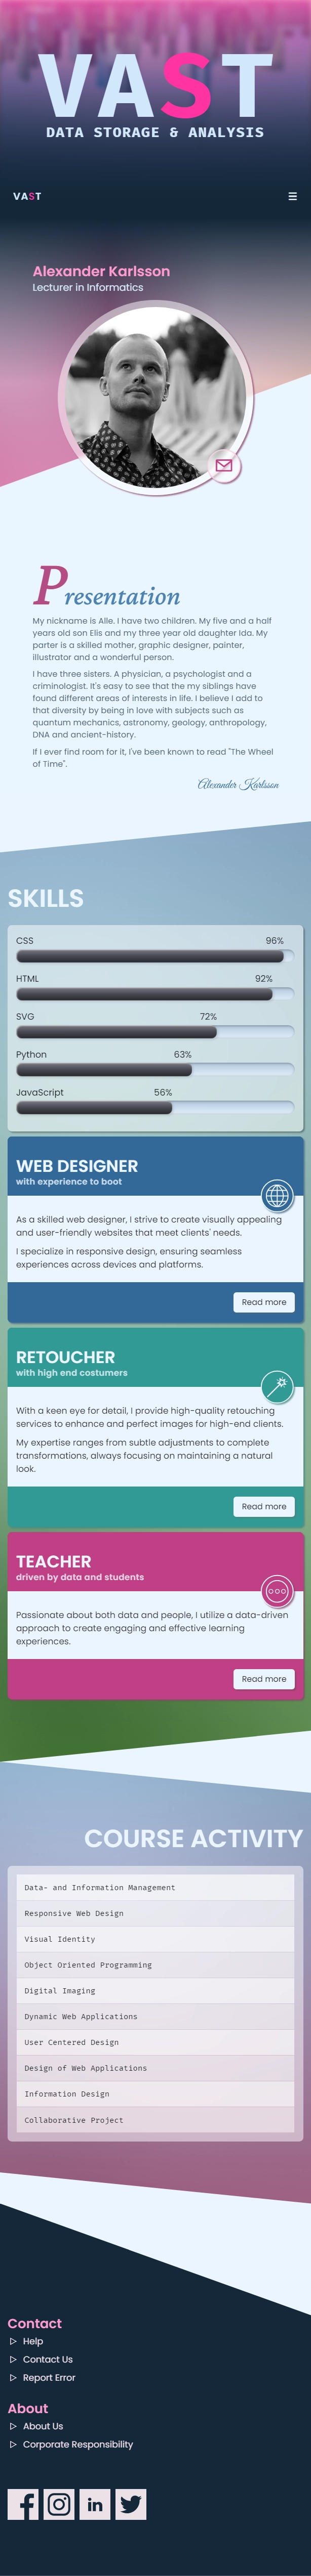 VAST
DATA STORAGE & ANALYSIS
VAST
Alexander Karlsson
Lecturer in Informatics
Presentation
My nickname is Alle. I have two children. My five and a half
years old son Elis and my three year old daughter Ida. My
parter is a skilled mother, graphic designer, painter,
illustrator and a wonderful person.
I have three sisters. A physician, a psychologist and a
criminologist. It's easy to see that the my siblings have
found different areas of interests in life. I believe I add to
that diversity by being in love with subjects such as
quantum mechanics, astronomy, geology, anthropology,
DNA and ancient-history.
If I ever find room for it, I've been known to read "The Wheel
of Time".
Alexander Karlsson
SKILLS
CSS 96%
HTML 92%
SVG 72%
Python 63%
JavaScript 56%
WEB DESIGNER
with experience to boot
As a skilled web designer, I strive to create visually appealing
and user-friendly websites that meet clients' needs.
I specialize in responsive design, ensuring seamless
experiences across devices and platforms.
Read more
RETOUCHER
with high end costumers
With a keen eye for detail, I provide high-quality retouching
services to enhance and perfect images for high-end clients.
My expertise ranges from subtle adjustments to complete
transformations, always focusing on maintaining a natural
look.
Read more
TEACHER
driven by data and students
Passionate about both data and people, I utilize a data-driven
approach to create engaging and effective learning
experiences.
Read more
COURSE ACTIVITY
Data- and Information Management
Responsive Web Design
Visual Identity
Object Oriented Programming
Digital Imaging
Dynamic Web Applications
User Centered Design
Design of Web Applications
Information Design
Collaborative Project
Contact
Help
Contact Us
Report Error
About
About Us
Corporate Responsibility